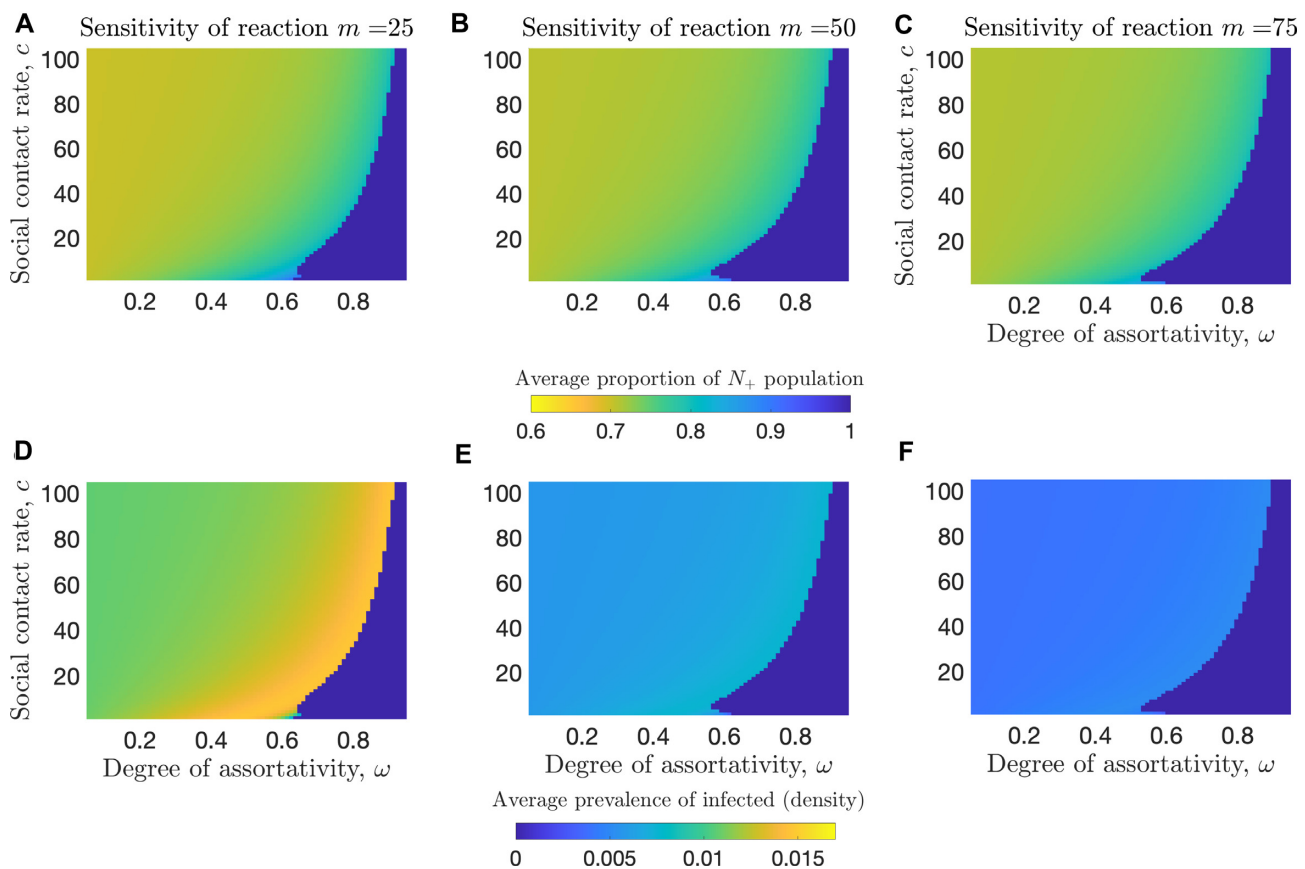 A
Sensitivity of reaction m =25
Social contact rate, c
100
80
60
40
20
0.2 0.4 0.6 0.8
B
Sensitivity of reaction m =50
100
80
60
40
20
0.2 0.4 0.6 0.8
C
Sensitivity of reaction m =75
Social contact rate, c
100
80
60
40
20
0.2 0.4 0.6 0.8
Degree of assortativity, ω
Average proportion of N+ population
0.6 0.7 0.8 0.9 1
D
Social contact rate, c
100
80
60
40
20
0.2 0.4 0.6 0.8
Degree of assortativity, ω
E
100
80
60
40
20
0.2 0.4 0.6 0.8
Degree of assortativity, ω
F
100
80
60
40
20
0.2 0.4 0.6 0.8
Degree of assortativity, ω
Average prevalence of infected (density)
0 0.005 0.01 0.015